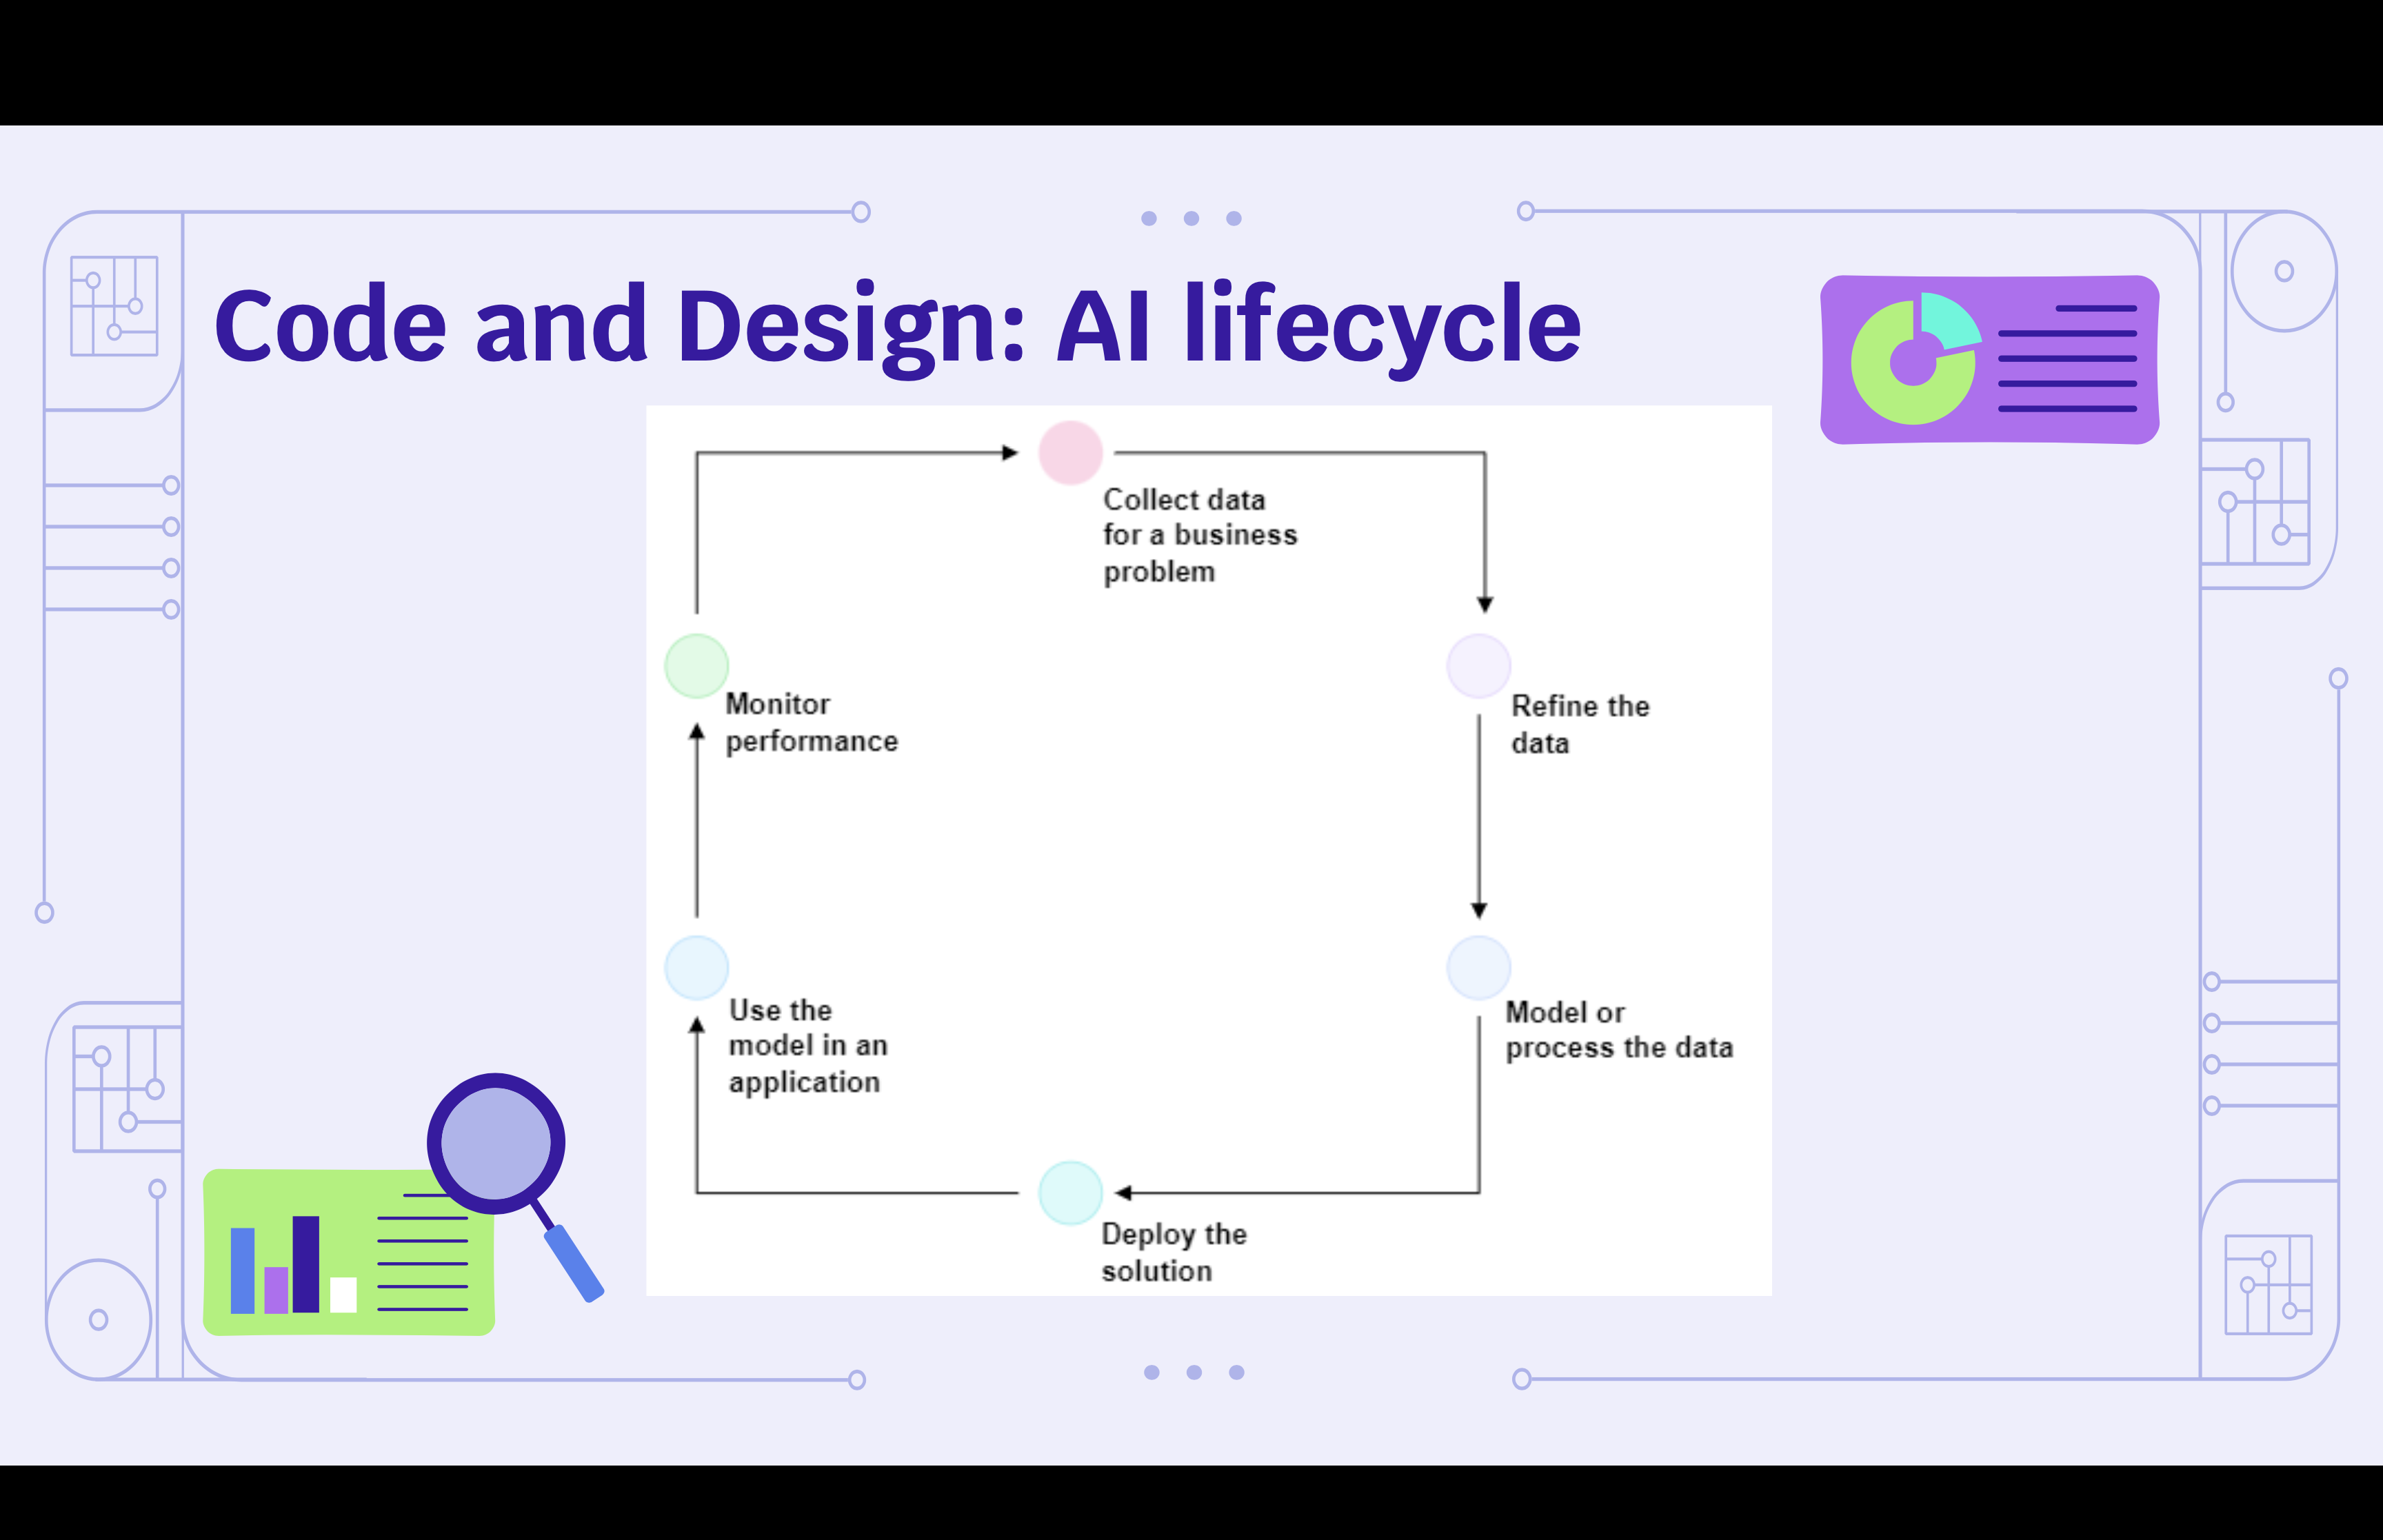 Code and Design: AI lifecycle
Collect data
for a business
problem
Monitor
performance
Refine the
data
Use the
model in an
application
Model or
process the data
Deploy the
solution